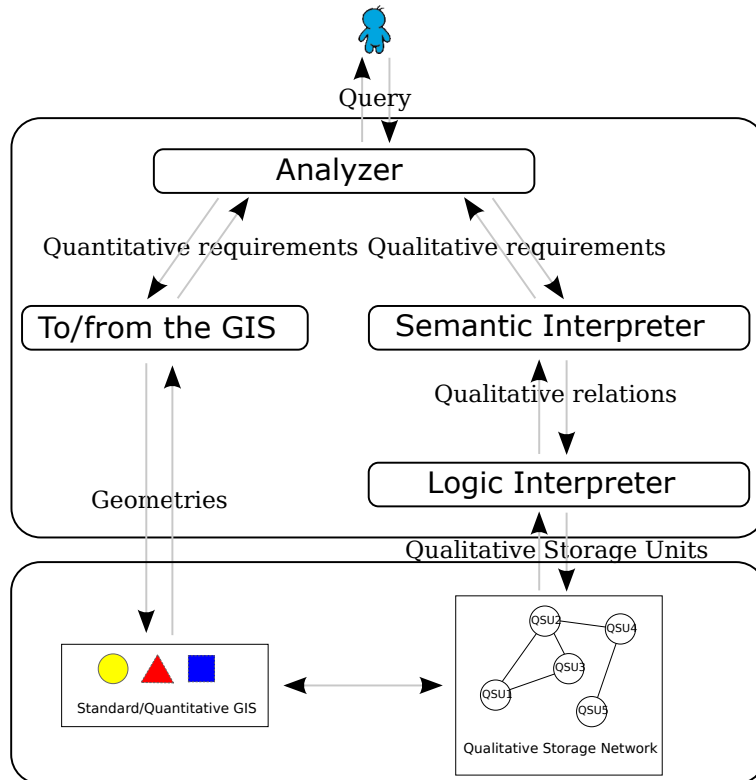 Query
Analyzer
Quantitative requirements
Qualitative requirements
To/from the GIS
Semantic Interpreter
Qualitative relations
Logic Interpreter
Geometries
Qualitative Storage Units
QSU2
QSU4
QSU3
QSU1
QSU5
Standard/Quantitative GIS
Qualitative Storage Network